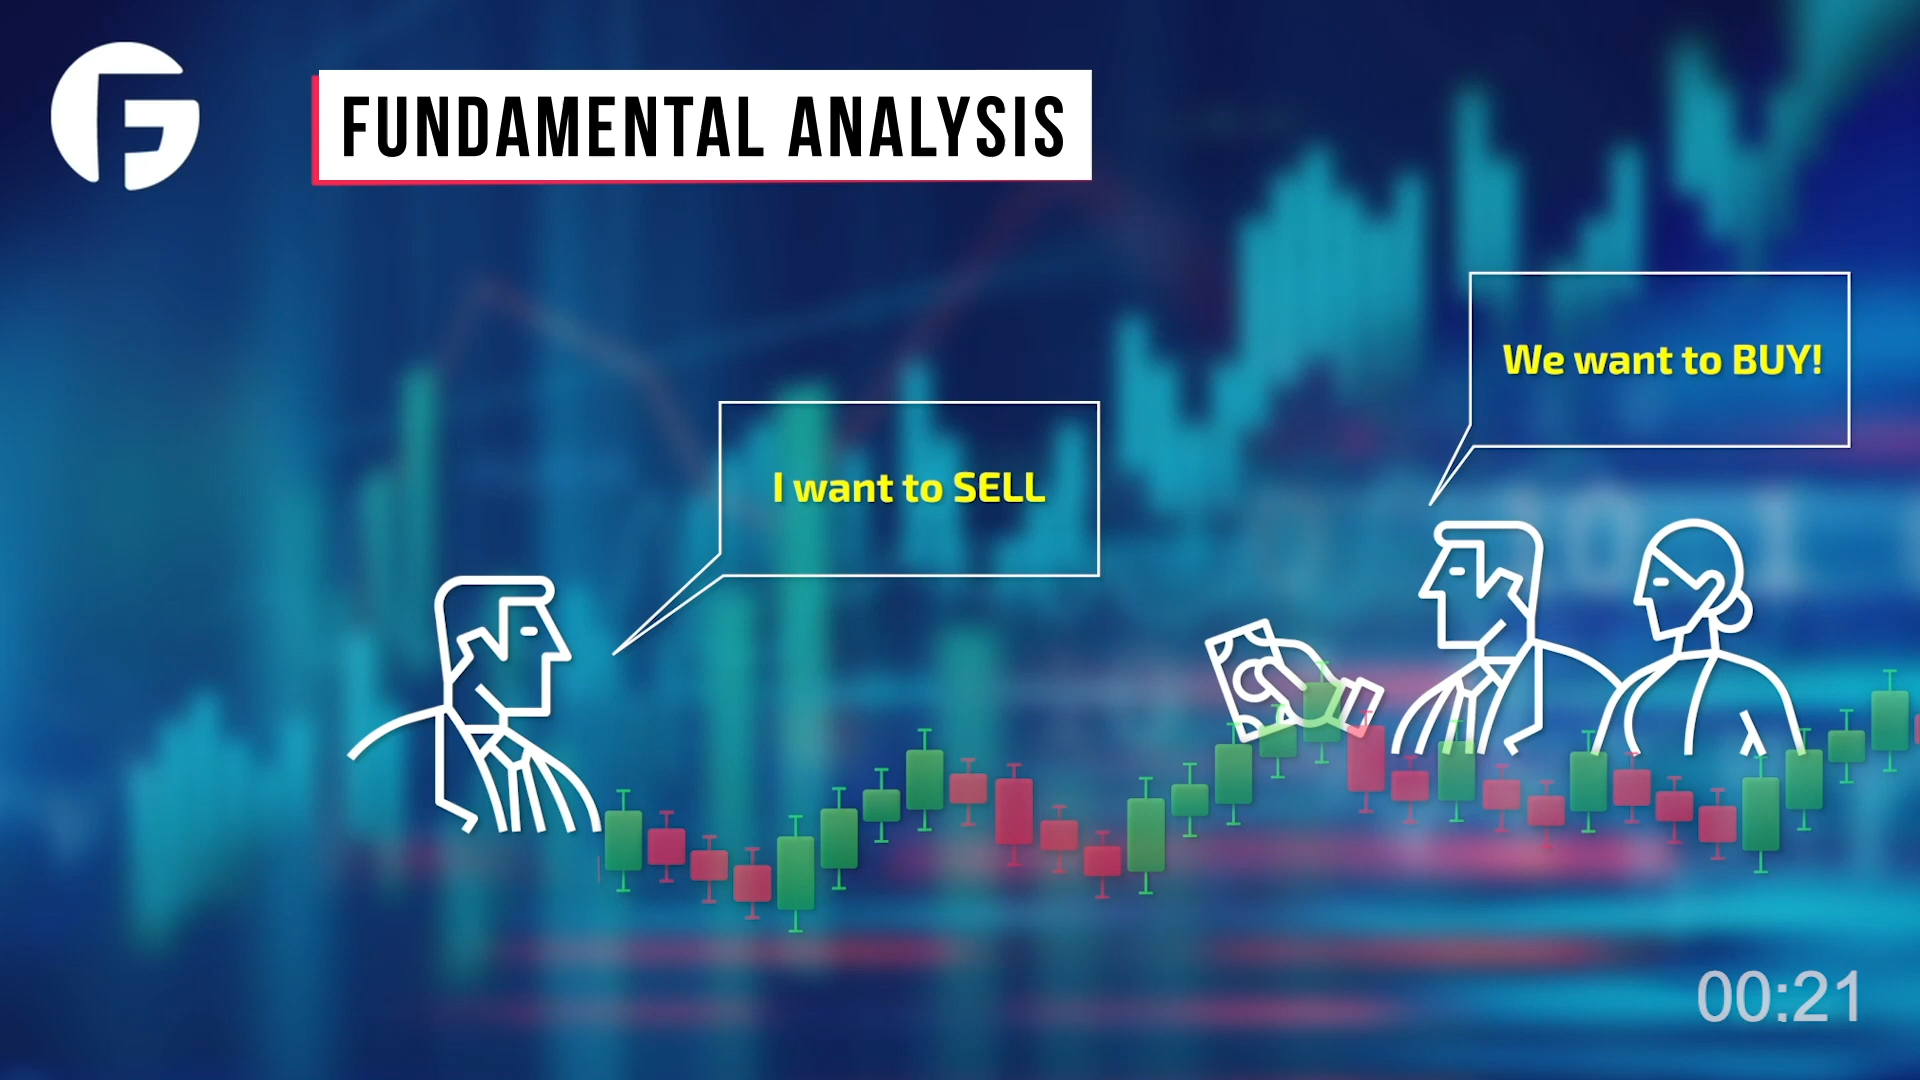 FUNDAMENTAL ANALYSIS
We want to BUY!
I want to SELL
00:21